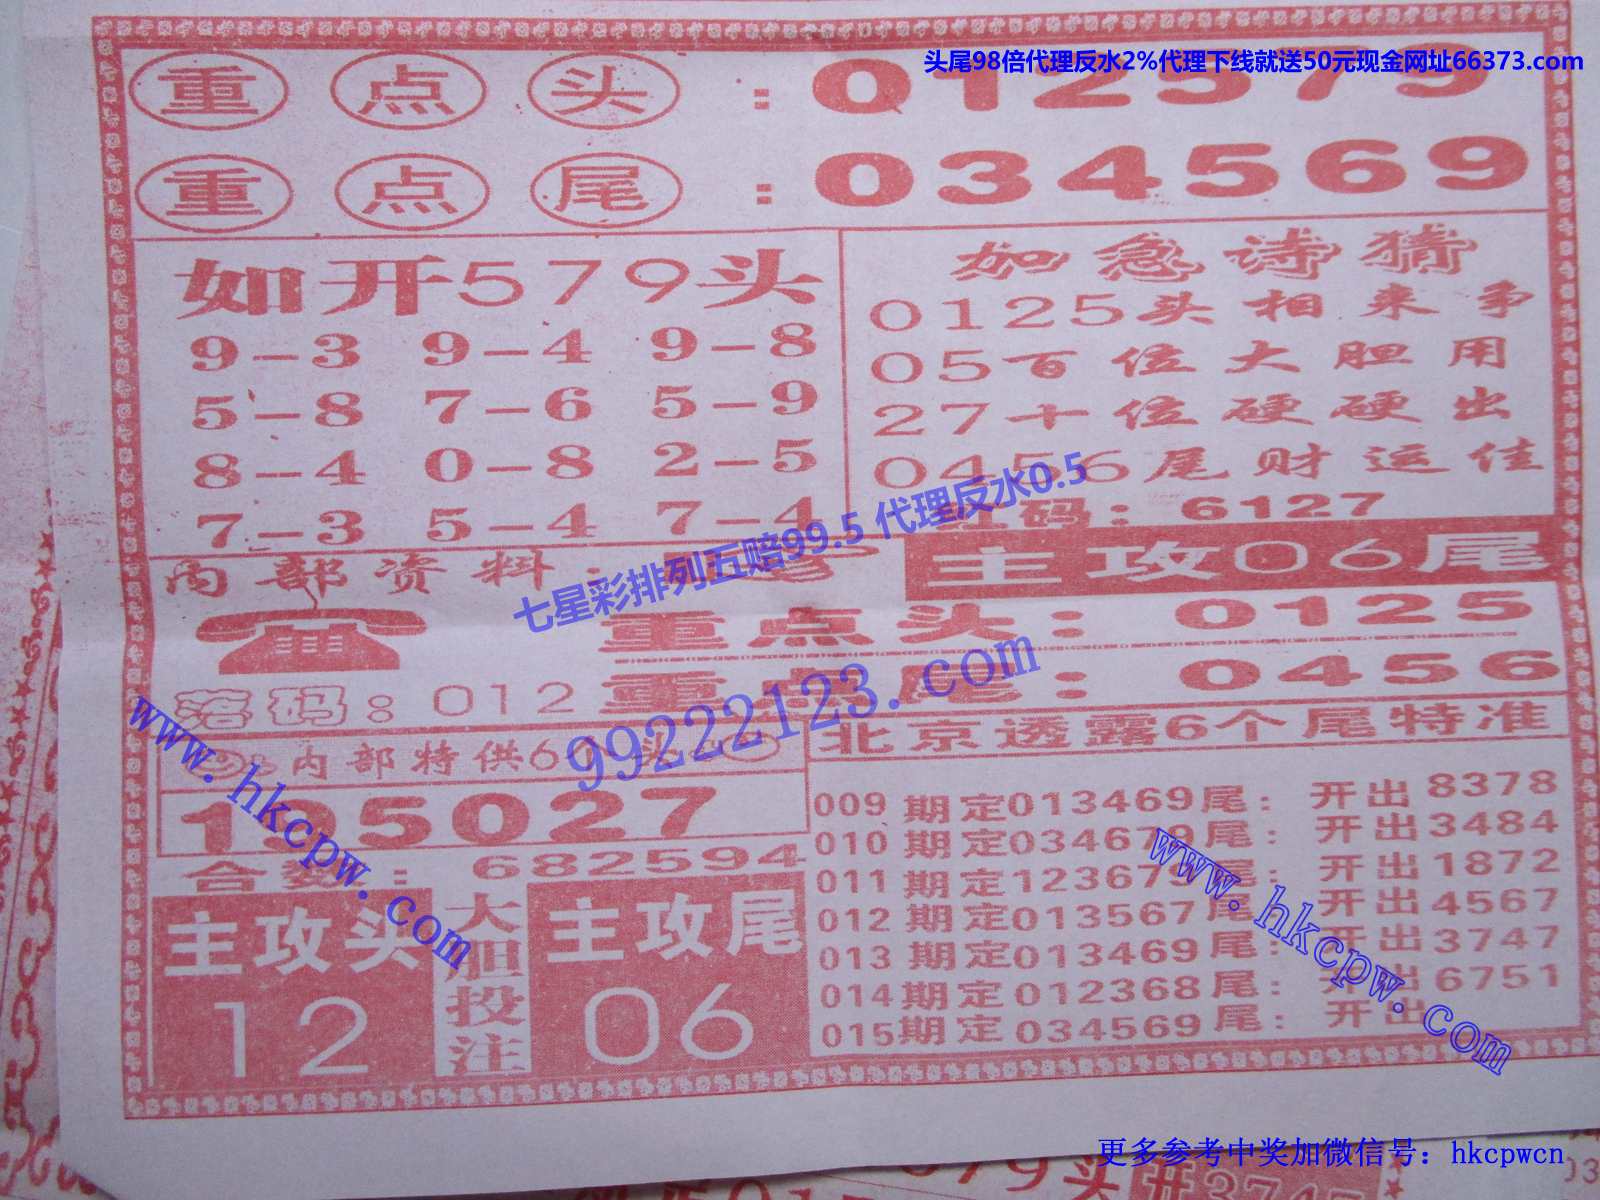 头尾98倍代理反水2%代理下线就送50元现金网址66373.com
重点头：012579
重点尾：034569
如开579头
9-3 9-4 9-8
5-8 7-6 5-9
8-4 0-8 2-5
7-3 5-4 7-4
加急诗猜
0125头相来争
05百位大胆用
27十位硬硬出
0456尾财运佳
码：6127
七星彩排列五赔99.5 代理反水0.5
内部资料：
主攻06尾
重点头：0125
重点尾：0456
落码：012
99222123.com
www.hkcpw.com
内部特供6个头
195027
合数：682594
主攻头
12
大胆投注
主攻尾
06
北京透露6个尾特准
009期定013469尾：开出8378
010期定034679尾：开出3484
011期定123679尾：开出1872
012期定013567尾：开出4567
013期定013469尾：开出3747
014期定012368尾：开出6751
015期定034569尾：开出
www.hkcpw.com
更多参考中奖加微信号：hkcpwcn
579头
开374
03